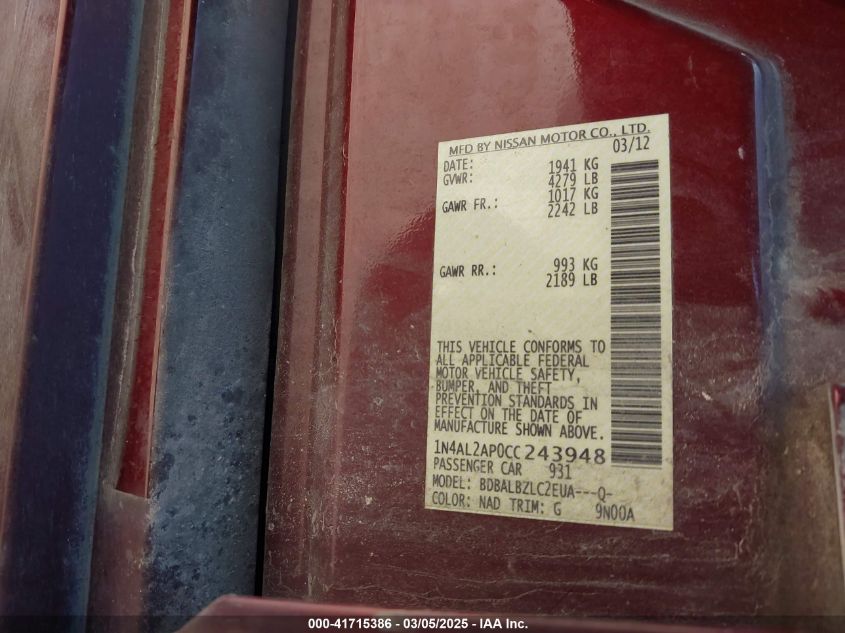 MFD BY NISSAN MOTOR CO., LTD.
DATE: 03/12
GVWR: 1941 KG
4279 LB
GAWR FR.: 1017 KG
2242 LB
GAWR RR.: 993 KG
2189 LB
THIS VEHICLE CONFORMS TO
ALL APPLICABLE FEDERAL
MOTOR VEHICLE SAFETY,
BUMPER, AND THEFT
PREVENTION STANDARDS IN
EFFECT ON THE DATE OF
MANUFACTURE SHOWN ABOVE.
1N4AL2AP0CC243948
PASSENGER CAR 931
MODEL: BDBALBZLC2EUA---Q-
COLOR: NAD TRIM: G 9N00A
000-41715386 - 03/05/2025 - IAA Inc.